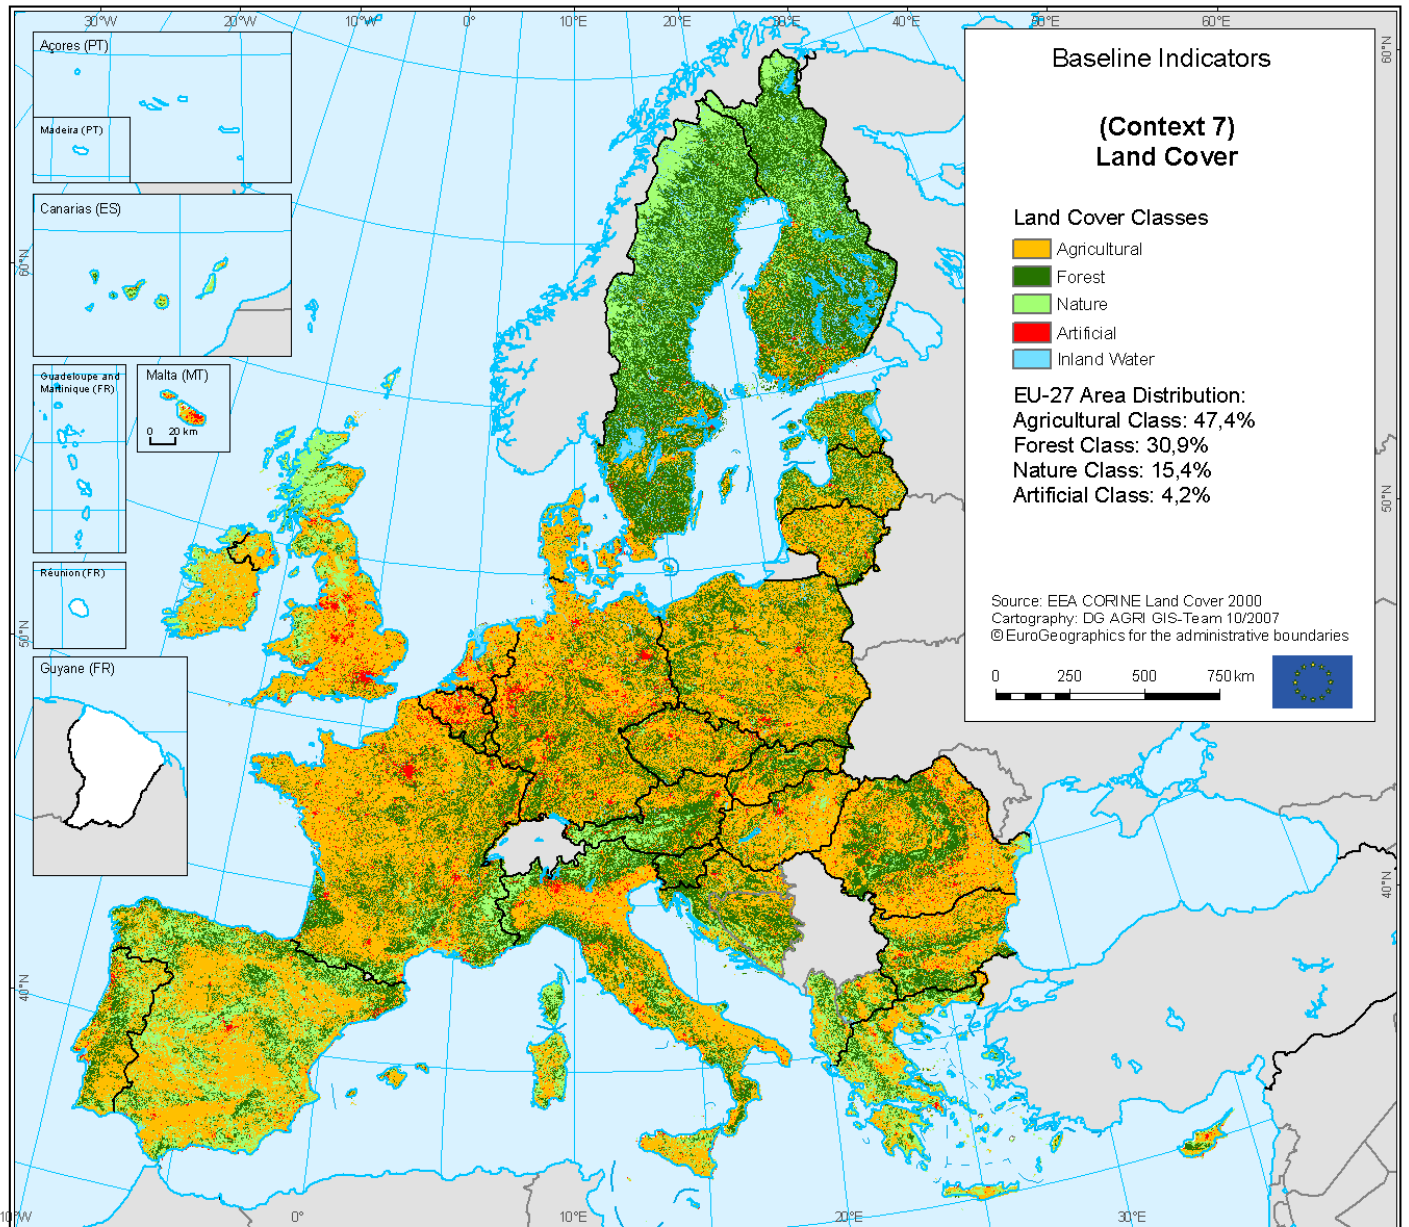 30°W 20°W 10°W 0° 10°E 20°E 30°E 40°E 50°E 60°E
Açores (PT)
Madeira (PT)
Canarias (ES)
Guadeloupe and
Martinique (FR)
Malta (MT)
0 20 km
Réunion (FR)
Guyane (FR)
Baseline Indicators
(Context 7)
Land Cover
Land Cover Classes
Agricultural
Forest
Nature
Artificial
Inland Water
EU-27 Area Distribution:
Agricultural Class: 47,4%
Forest Class: 30,9%
Nature Class: 15,4%
Artificial Class: 4,2%
Source: EEA CORINE Land Cover 2000
Cartography: DG AGRI GIS-Team 10/2007
© EuroGeographics for the administrative boundaries
0 250 500 750 km
60°N
50°N
40°N
60°N
50°N
40°N
10°W 0° 10°E 20°E 30°E